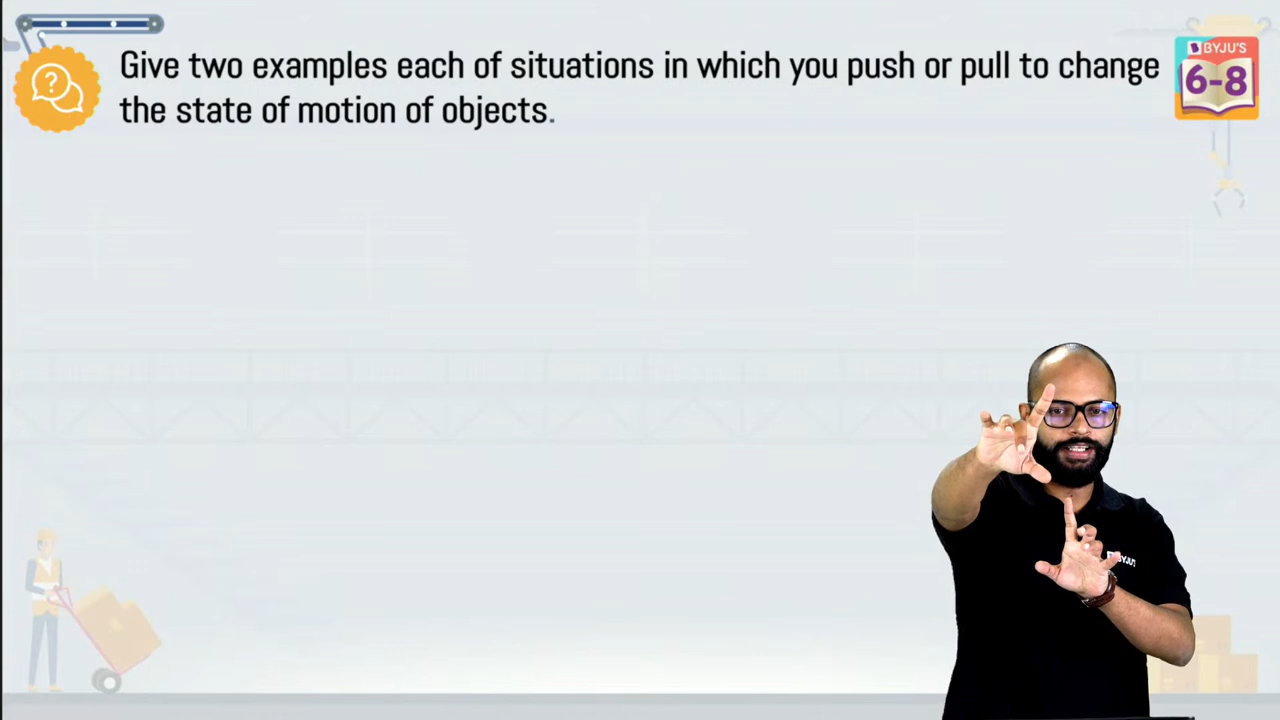 Give two examples each of situations in which you push or pull to change
the state of motion of objects.
BYJU'S
6-8
?
BYJU'S